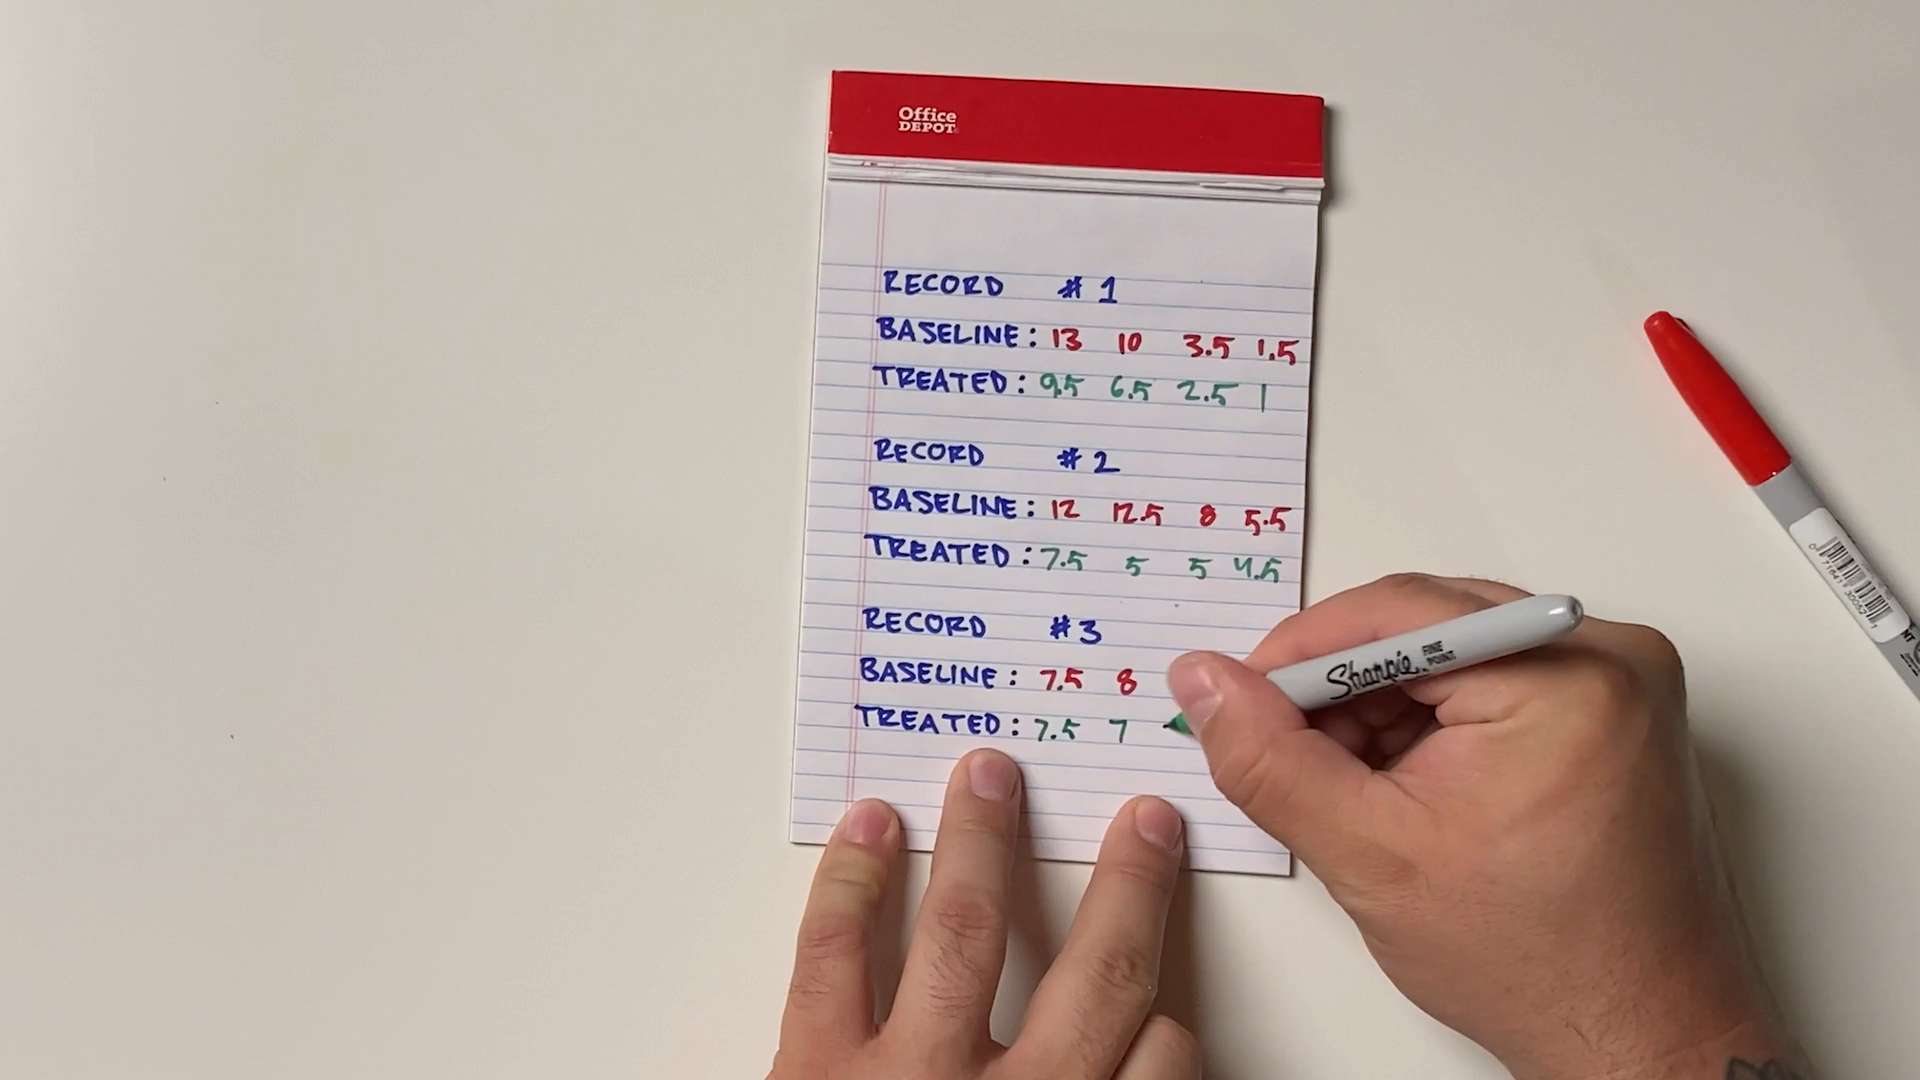 Office
DEPOT
RECORD # 1
BASELINE: 13 10 3.5 1.5
TREATED: 9.5 6.5 2.5 1
RECORD # 2
BASELINE: 12 12.5 8 5.5
TREATED: 7.5 5 5 4.5
RECORD #3
BASELINE: 7.5 8
TREATED: 7.5 7
Sharpie
FINE
POINT